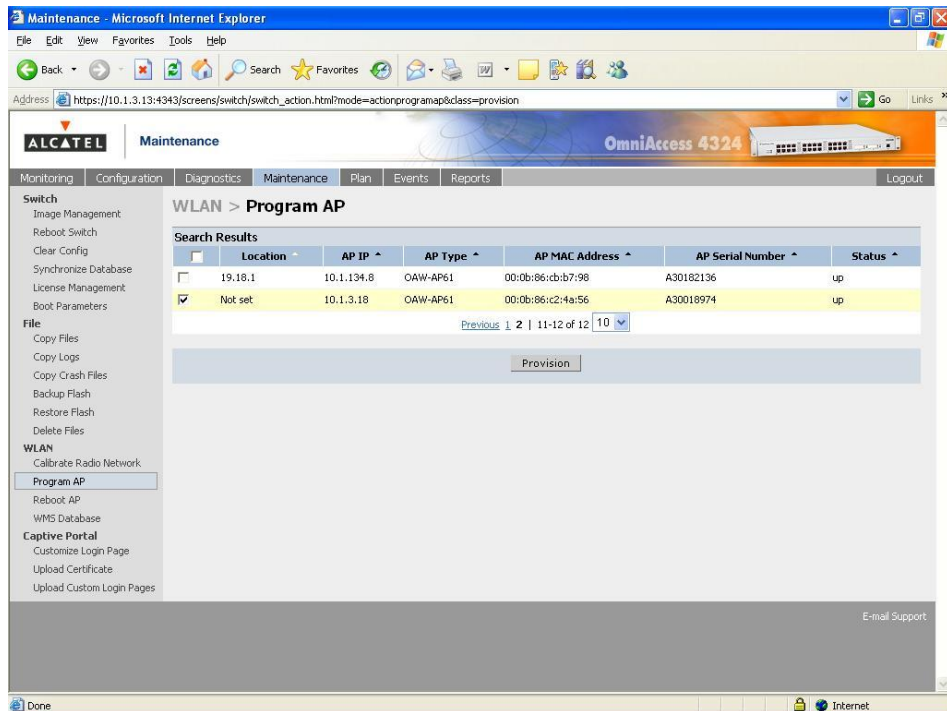 Maintenance - Microsoft Internet Explorer
File Edit View Favorites Tools Help
Back Search Favorites
Address https://10.1.3.13:4343/screens/switch/switch_action.html?mode=actionprogramap&class=provision Go Links »
ALCATEL Maintenance OmniAccess 4324
Monitoring Configuration Diagnostics Maintenance Plan Events Reports Logout
Switch
Image Management
Reboot Switch
Clear Config
Synchronize Database
License Management
Boot Parameters
File
Copy Files
Copy Logs
Copy Crash Files
Backup Flash
Restore Flash
Delete Files
WLAN
Calibrate Radio Network
Program AP
Reboot AP
WMS Database
Captive Portal
Customize Login Page
Upload Certificate
Upload Custom Login Pages
WLAN > Program AP
Search Results
Location AP IP AP Type AP MAC Address AP Serial Number Status
19.18.1 10.1.134.8 OAW-AP61 00:0b:86:cb:b7:98 A30182136 up
Not set 10.1.3.18 OAW-AP61 00:0b:86:c2:4a:56 A30018974 up
Previous 1 2 | 11-12 of 12 10
Provision
E-mail Support
Done Internet